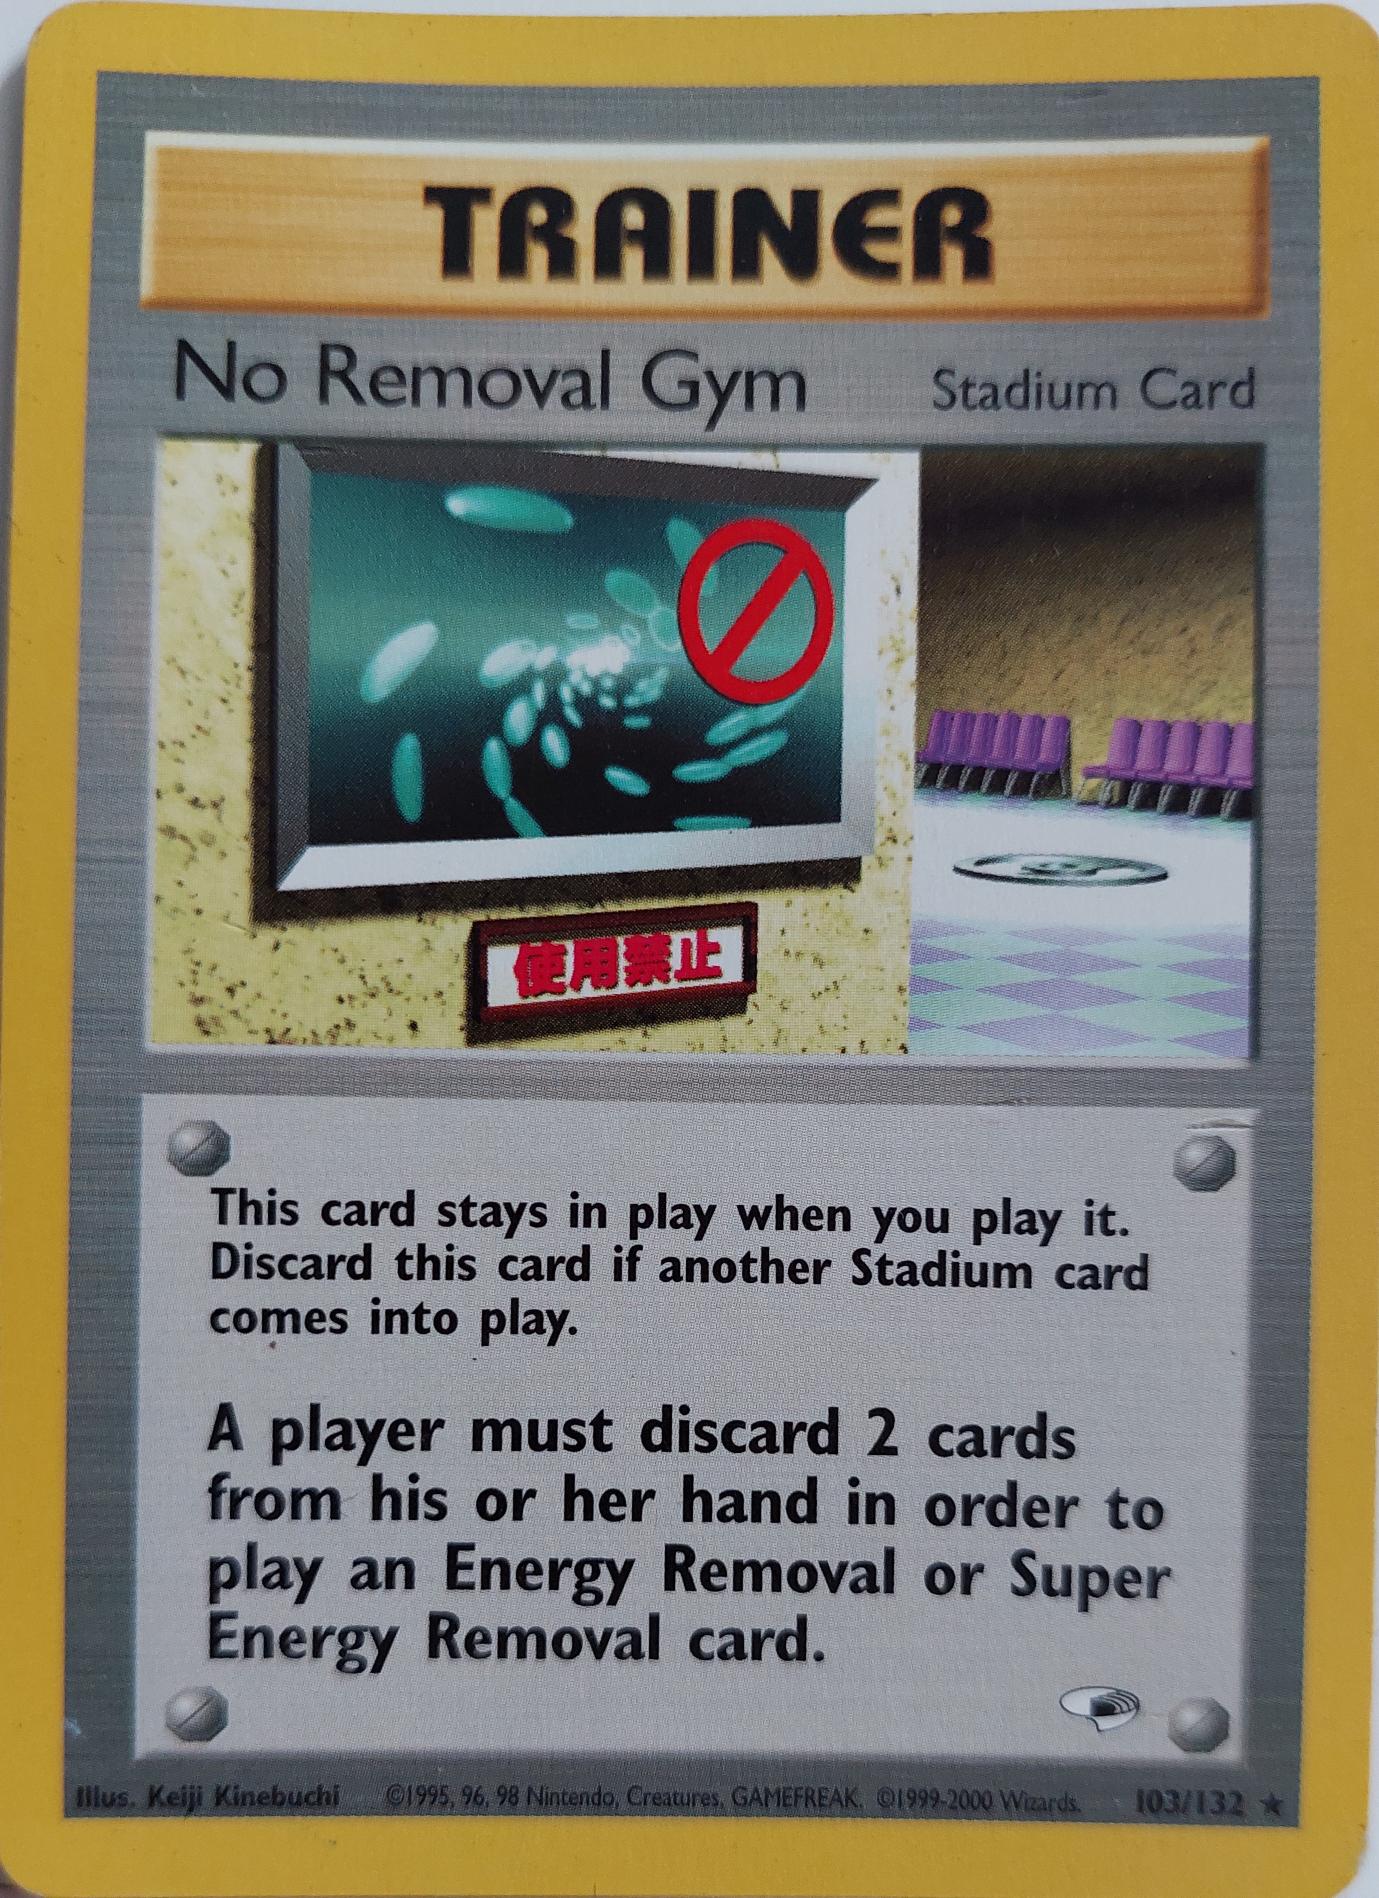 TRAINER
No Removal Gym Stadium Card
使用禁止
This card stays in play when you play it.
Discard this card if another Stadium card
comes into play.
A player must discard 2 cards
from his or her hand in order to
play an Energy Removal or Super
Energy Removal card.
Illus. Keiji Kinebuchi ©1995, 96, 98 Nintendo, Creatures, GAMEFREAK. ©1999-2000 Wizards. 103/132 ★